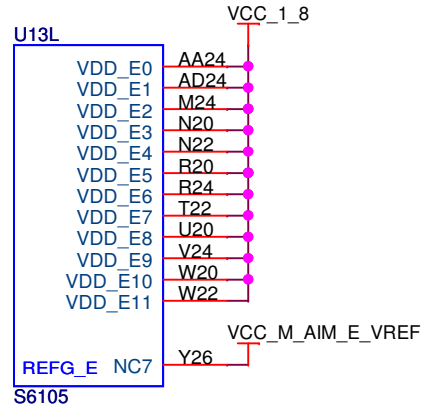 VCC_1_8
U13L
VDD_E0 AA24
VDD_E1 AD24
VDD_E2 M24
VDD_E3 N20
VDD_E4 N22
VDD_E5 R20
VDD_E6 R24
VDD_E7 T22
VDD_E8 U20
VDD_E9 V24
VDD_E10 W20
VDD_E11 W22
VCC_M_AIM_E_VREF
REFG_E NC7 Y26
S6105